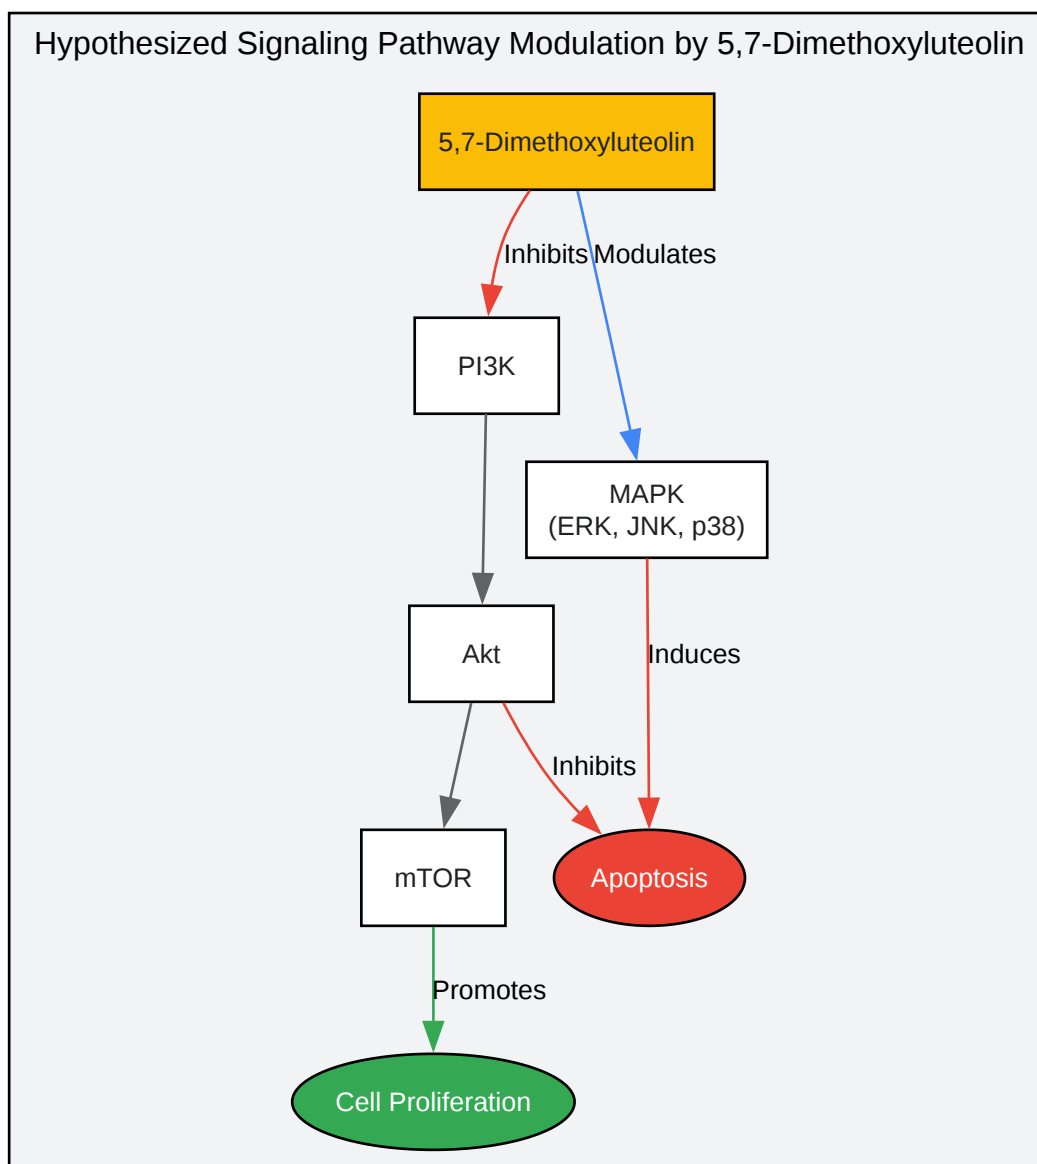 Hypothesized Signaling Pathway Modulation by 5,7-Dimethoxyluteolin
5,7-Dimethoxyluteolin
Inhibits
Modulates
PI3K
MAPK
(ERK, JNK, p38)
Akt
Induces
Inhibits
mTOR
Apoptosis
Promotes
Cell Proliferation